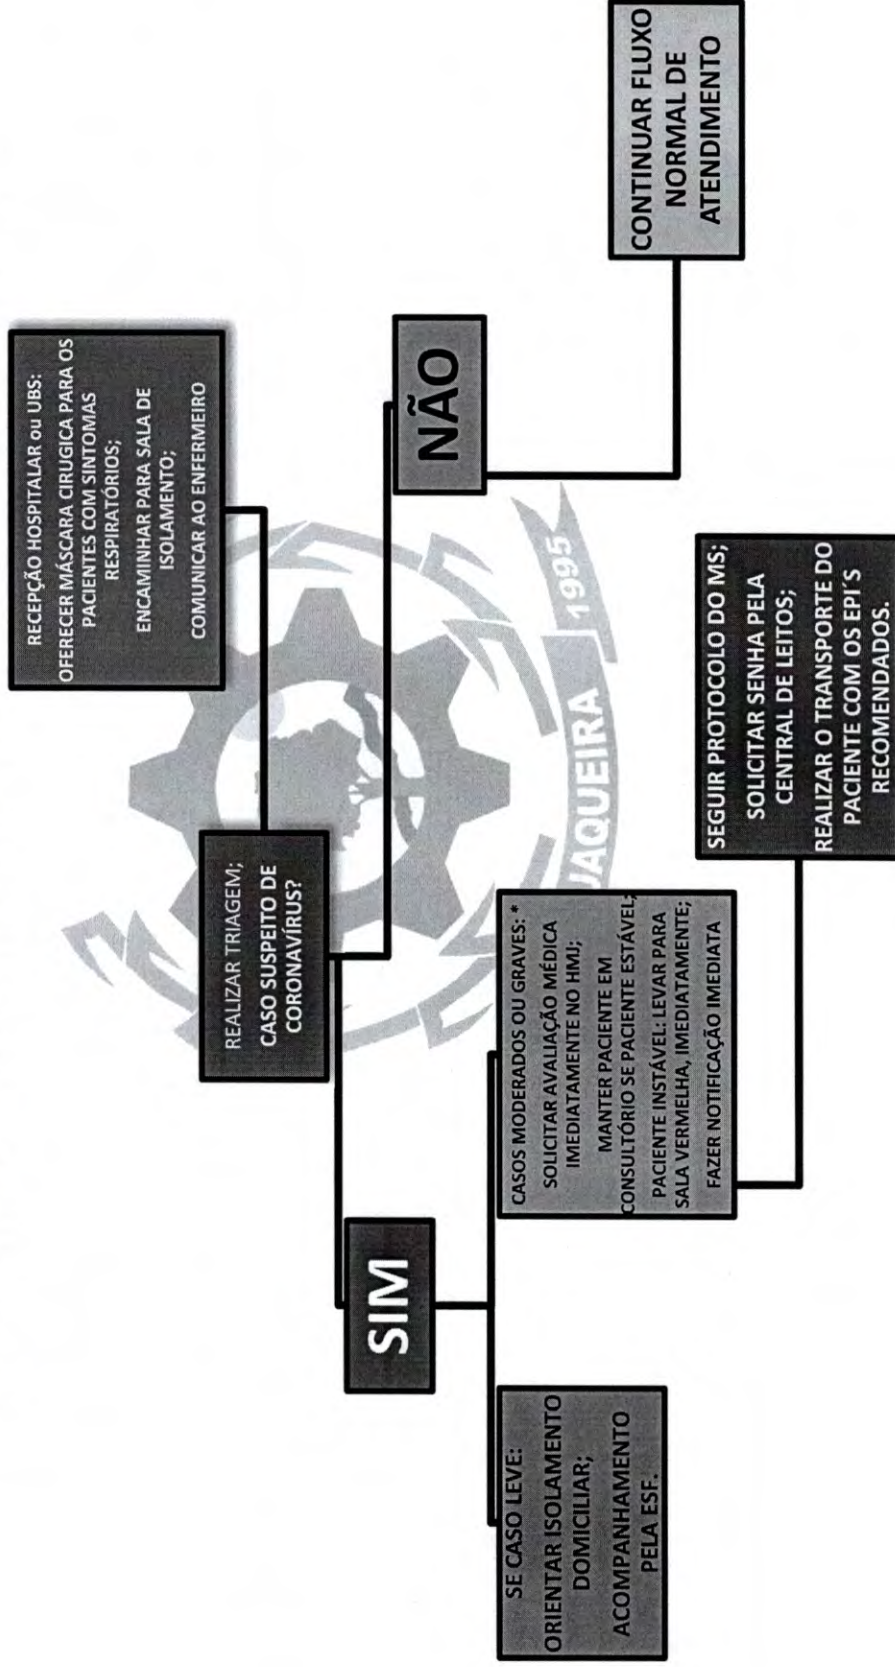 RECEPÇÃO HOSPITALAR ou UBS:
OFERECER MÁSCARA CIRUGICA PARA OS
PACIENTES COM SINTOMAS
RESPIRATÓRIOS;
ENCAMINHAR PARA SALA DE
ISOLAMENTO;
COMUNICAR AO ENFERMEIRO
REALIZAR TRIAGEM;
CASO SUSPEITO DE
CORONAVÍRUS?
SIM
NÃO
SE CASO LEVE:
ORIENTAR ISOLAMENTO
DOMICILIAR;
ACOMPANHAMENTO
PELA ESF.
CASOS MODERADOS OU GRAVES: *
SOLICITAR AVALIAÇÃO MÉDICA
IMEDIATAMENTE NO HMJ;
MANTER PACIENTE EM
CONSULTÓRIO SE PACIENTE ESTÁVEL;
PACIENTE INSTÁVEL: LEVAR PARA
SALA VERMELHA, IMEDIATAMENTE;
FAZER NOTIFICAÇÃO IMEDIATA
CONTINUAR FLUXO
NORMAL DE
ATENDIMENTO
SEGUIR PROTOCOLO DO MS;
SOLICITAR SENHA PELA
CENTRAL DE LEITOS;
REALIZAR O TRANSPORTE DO
PACIENTE COM OS EPI´S
RECOMENDADOS.
JAQUEIRA
1995